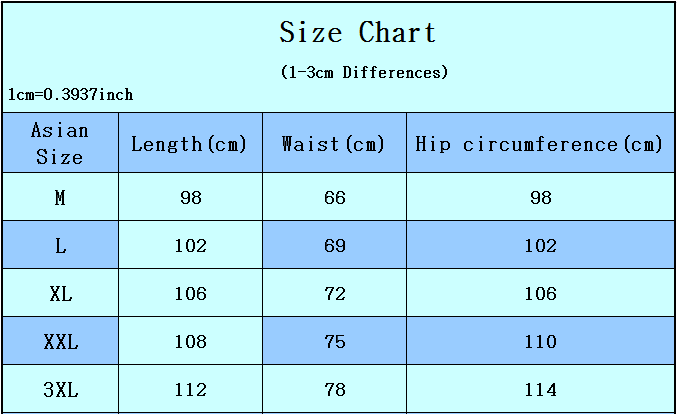 Size Chart
(1-3cm Differences)
1cm=0.3937inch
Asian Size Length(cm) Waist(cm) Hip circumference(cm)
M 98 66 98
L 102 69 102
XL 106 72 106
XXL 108 75 110
3XL 112 78 114